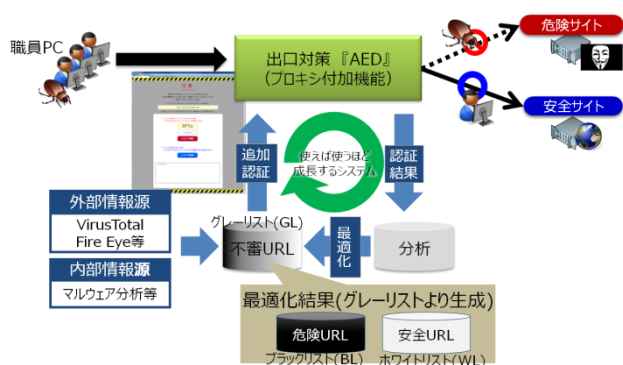 職員PC
出口対策 『AED』
(プロキシ付加機能)
危険サイト
安全サイト
追加
認証
使えば使うほど
成長するシステム
認証
結果
外部情報源
VirusTotal
Fire Eye等
内部情報源
マルウェア分析等
グレーリスト(GL)
不審URL
最適化
分析
最適化結果(グレーリストより生成)
危険URL
安全URL
ブラックリスト(BL)
ホワイトリスト(WL)